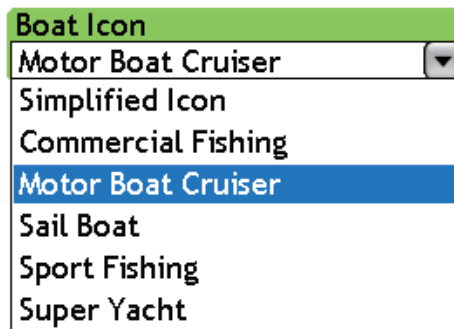 Boat Icon
Motor Boat Cruiser
Simplified Icon
Commercial Fishing
Motor Boat Cruiser
Sail Boat
Sport Fishing
Super Yacht